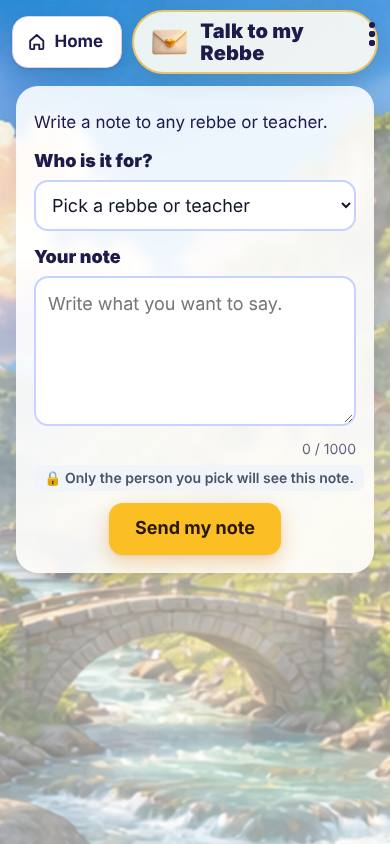 Home
Talk to my
Rebbe
Write a note to any rebbe or teacher.
Who is it for?
Pick a rebbe or teacher
Your note
Write what you want to say.
0 / 1000
🔒 Only the person you pick will see this note.
Send my note